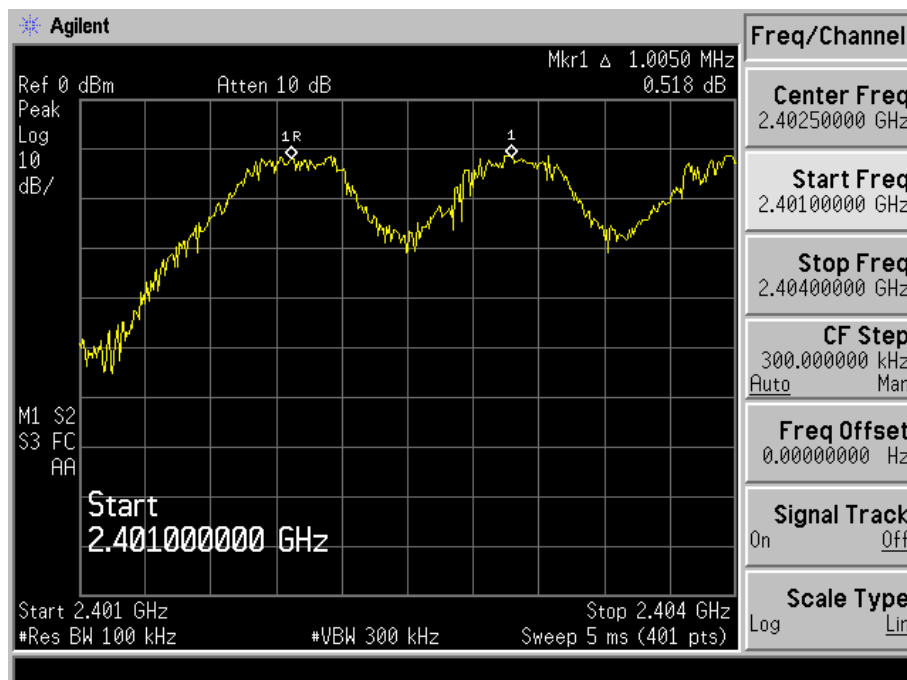 Agilent
Freq/Channel
Mkr1 Δ 1.0050 MHz
Ref 0 dBm Atten 10 dB 0.518 dB
Peak
Log
10
dB/
1R
1
M1 S2
S3 FC
AA
Start
2.401000000 GHz
Start 2.401 GHz Stop 2.404 GHz
#Res BW 100 kHz #VBW 300 kHz Sweep 5 ms (401 pts)
Center Freq
2.40250000 GHz
Start Freq
2.40100000 GHz
Stop Freq
2.40400000 GHz
CF Step
300.000000 kHz
Auto Man
Freq Offset
0.00000000 Hz
Signal Track
On Off
Scale Type
Log Lin